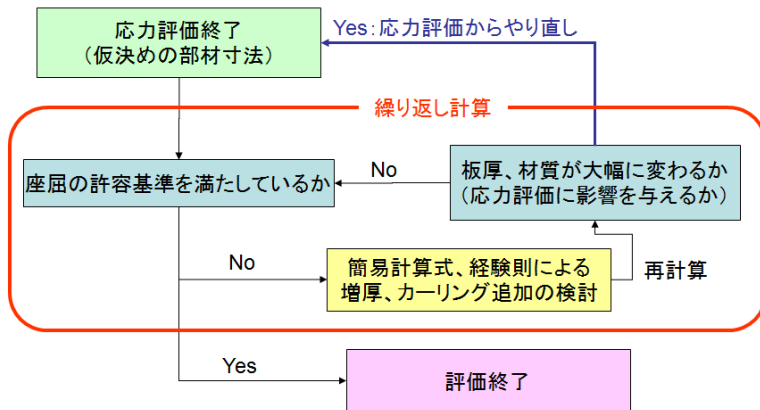 応力評価終了
(仮決めの部材寸法)
Yes:応力評価からやり直し
繰り返し計算
座屈の許容基準を満たしているか
No
板厚、材質が大幅に変わるか
(応力評価に影響を与えるか)
No
簡易計算式、経験則による
増厚、カーリング追加の検討
再計算
Yes
評価終了